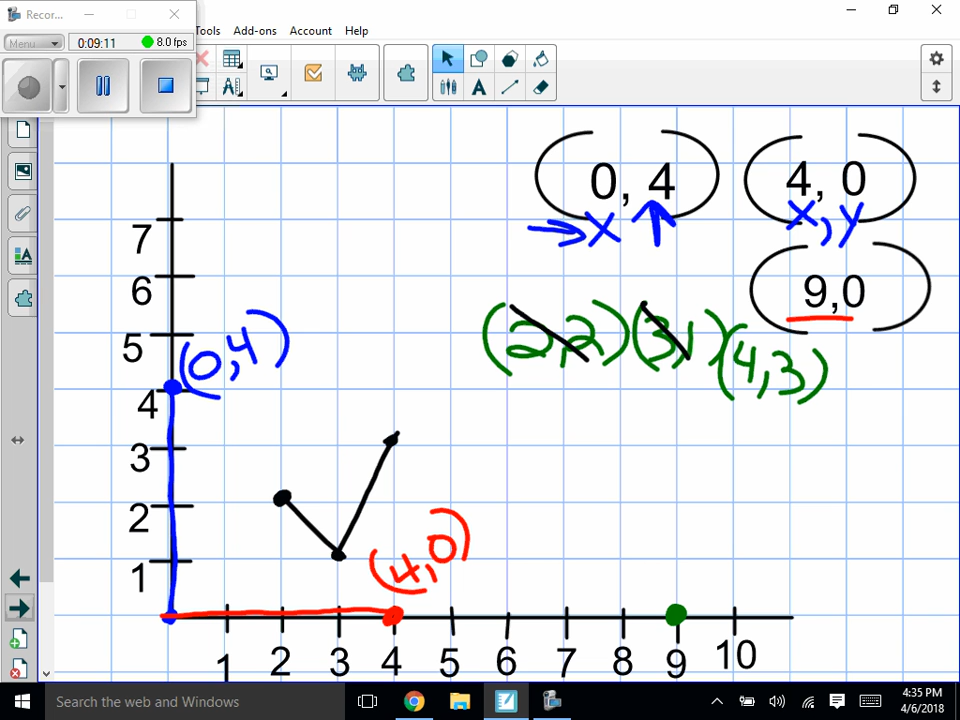 Recor...
Menu
0:09:11
8.0 fps
Tools Add-ons Account Help
0, 4
4, 0
→ x ↑
x, y
9,0
(2,2) (3,1) (4,3)
(0,4)
(4,0)
7
6
5
4
3
2
1
1 2 3 4 5 6 7 8 9 10
Search the web and Windows
4:35 PM
4/6/2018